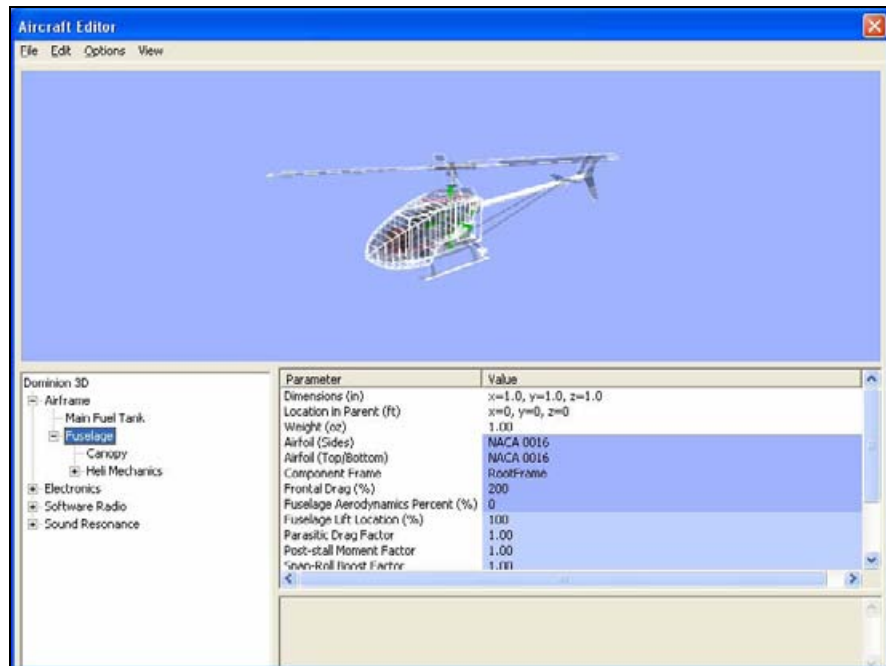 Aircraft Editor
File Edit Options View
Dominion 3D
Airframe
Main Fuel Tank
Fuselage
Canopy
Heli Mechanics
Electronics
Software Radio
Sound Resonance
Parameter Value
Dimensions (in) x=1.0, y=1.0, z=1.0
Location in Parent (ft) x=0, y=0, z=0
Weight (oz) 1.00
Airfoil (Sides) NACA 0016
Airfoil (Top/Bottom) NACA 0016
Component Frame RootFrame
Frontal Drag (%) 200
Fuselage Aerodynamics Percent (%) 0
Fuselage Lift Location (%) 100
Parasitic Drag Factor 1.00
Post-stall Moment Factor 1.00
Snap-Roll Boost Factor 1.00